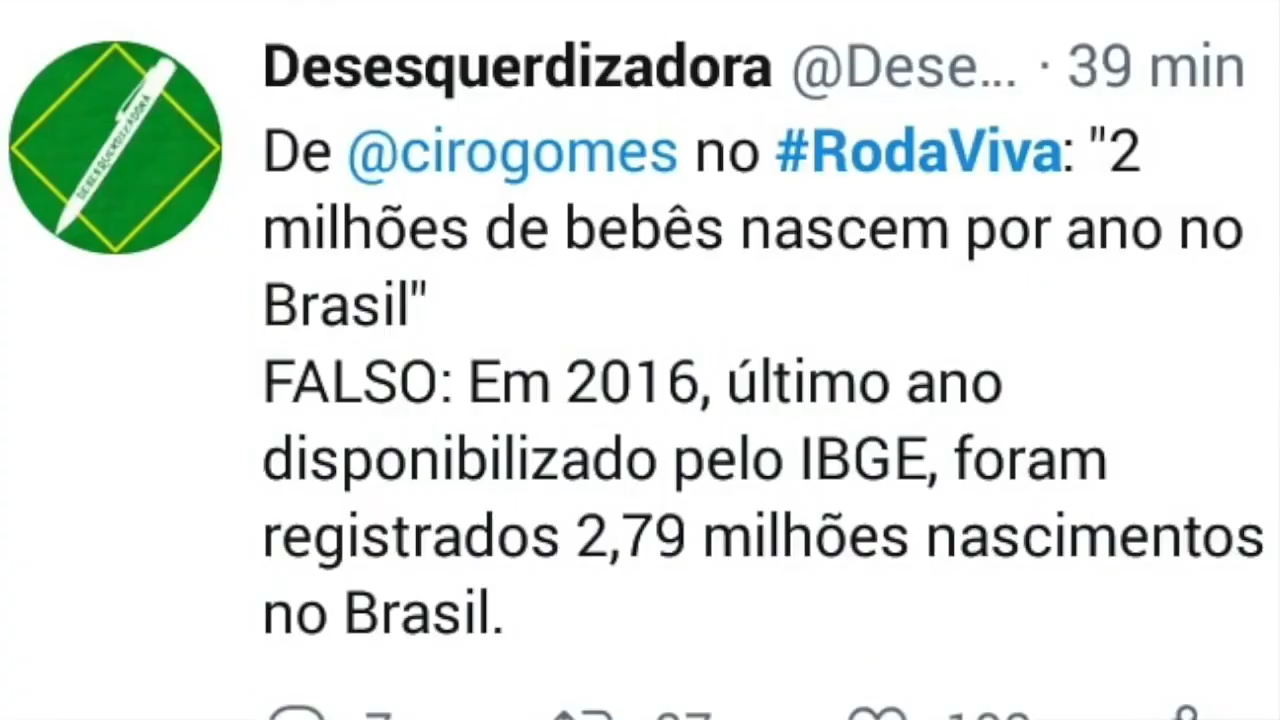 Desesquerdizadora @Dese... · 39 min
De @cirogomes no #RodaViva: "2
milhões de bebês nascem por ano no
Brasil"
FALSO: Em 2016, último ano
disponibilizado pelo IBGE, foram
registrados 2,79 milhões nascimentos
no Brasil.
DESESQUERDIZADORA